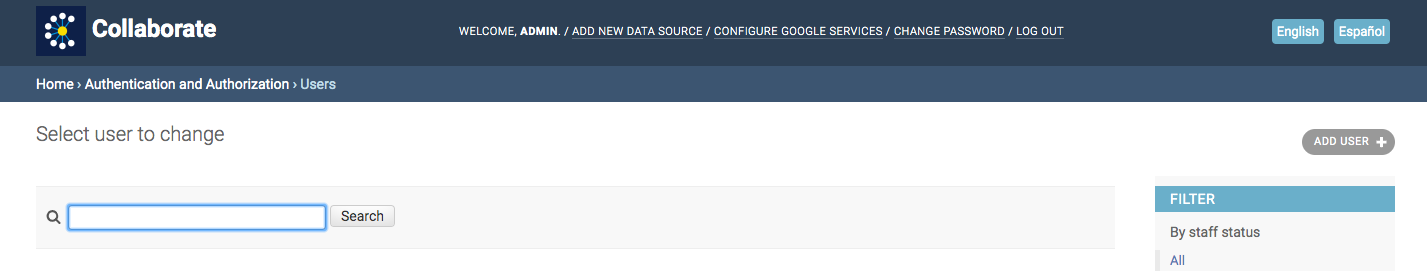 Collaborate
WELCOME, ADMIN. / ADD NEW DATA SOURCE / CONFIGURE GOOGLE SERVICES / CHANGE PASSWORD / LOG OUT
English
Español
Home › Authentication and Authorization › Users
Select user to change
ADD USER +
Search
FILTER
By staff status
All